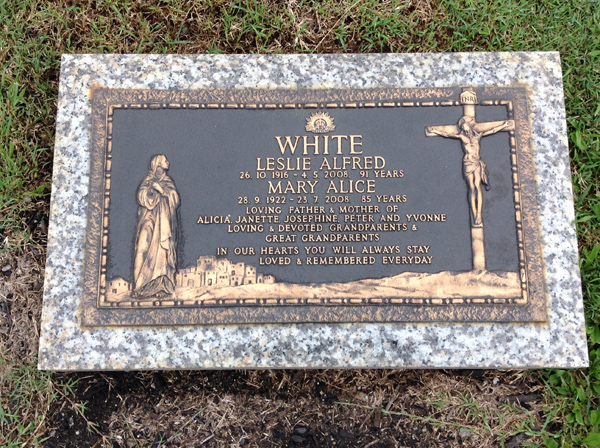 INRI
WHITE
LESLIE ALFRED
26. 10. 1916 - 4. 5. 2008 91 YEARS
MARY ALICE
28. 9. 1922 - 23. 7. 2008 85 YEARS
LOVING FATHER & MOTHER OF
ALICIA, JANETTE, JOSEPHINE, PETER, AND YVONNE
LOVING & DEVOTED GRANDPARENTS &
GREAT GRANDPARENTS
IN OUR HEARTS YOU WILL ALWAYS STAY
LOVED & REMEMBERED EVERYDAY